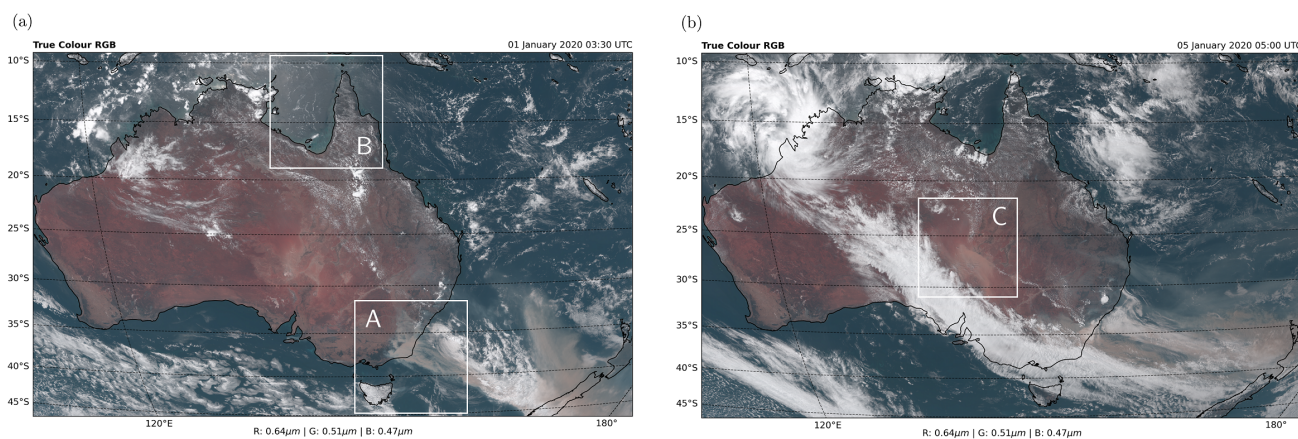 (a)
True Colour RGB 01 January 2020 03:30 UTC
10°S
15°S
20°S
25°S
30°S
35°S
40°S
45°S
B
A
120°E 180°
R: 0.64μm | G: 0.51μm | B: 0.47μm
(b)
True Colour RGB 05 January 2020 05:00 UTC
10°S
15°S
20°S
25°S
30°S
35°S
40°S
45°S
C
120°E 180°
R: 0.64μm | G: 0.51μm | B: 0.47μm